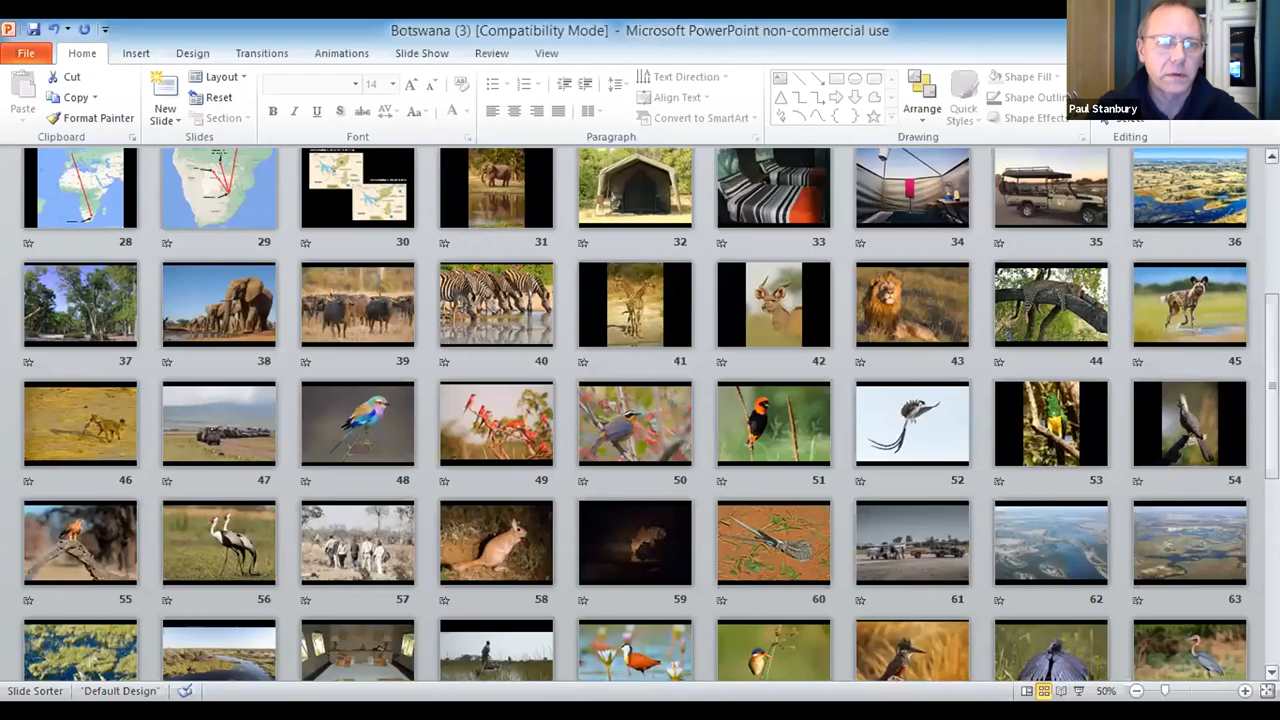 Botswana (3) [Compatibility Mode] - Microsoft PowerPoint non-commercial use
File Home Insert Design Transitions Animations Slide Show Review View
Paste
Cut
Copy
Format Painter
Clipboard
New Slide
Layout
Reset
Section
Slides
14
B I U S abc AV Aa A
Font
Text Direction
Align Text
Convert to SmartArt
Paragraph
Arrange
Quick Styles
Shape Fill
Shape Outline
Shape Effects
Drawing
Select
Editing
Paul Stanbury
28 29 30 31 32 33 34 35 36
37 38 39 40 41 42 43 44 45
46 47 48 49 50 51 52 53 54
55 56 57 58 59 60 61 62 63
Slide Sorter "Default Design" 50%